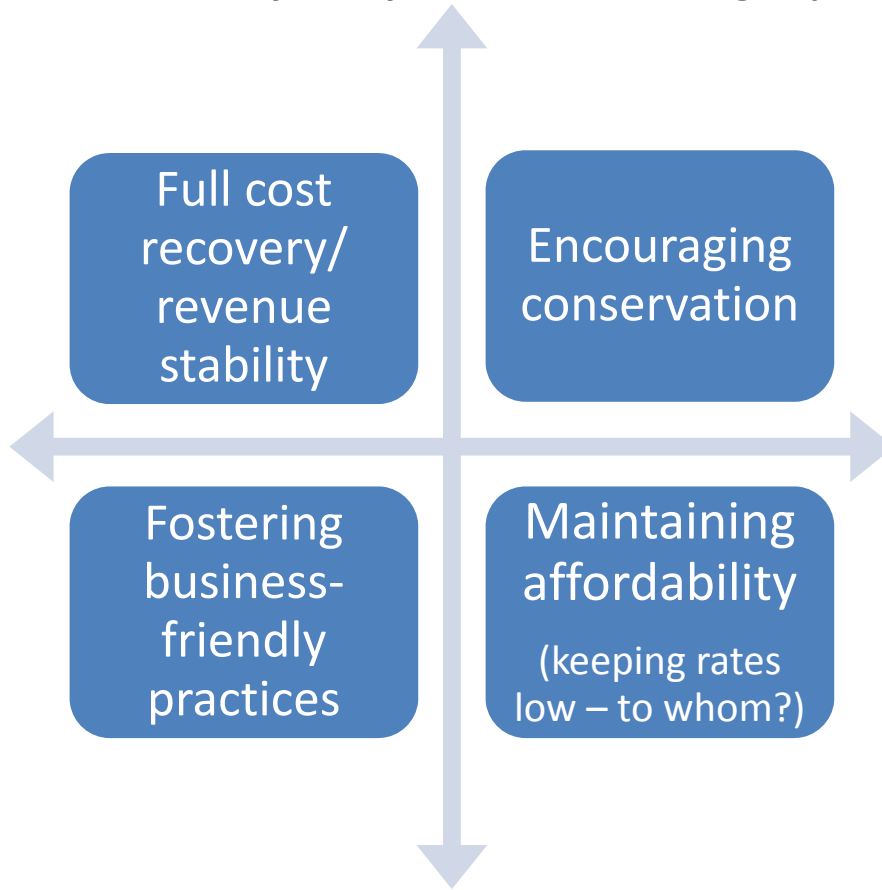 Full cost
recovery/
revenue
stability
Encouraging
conservation
Fostering
business-
friendly
practices
Maintaining
affordability
(keeping rates
low – to whom?)